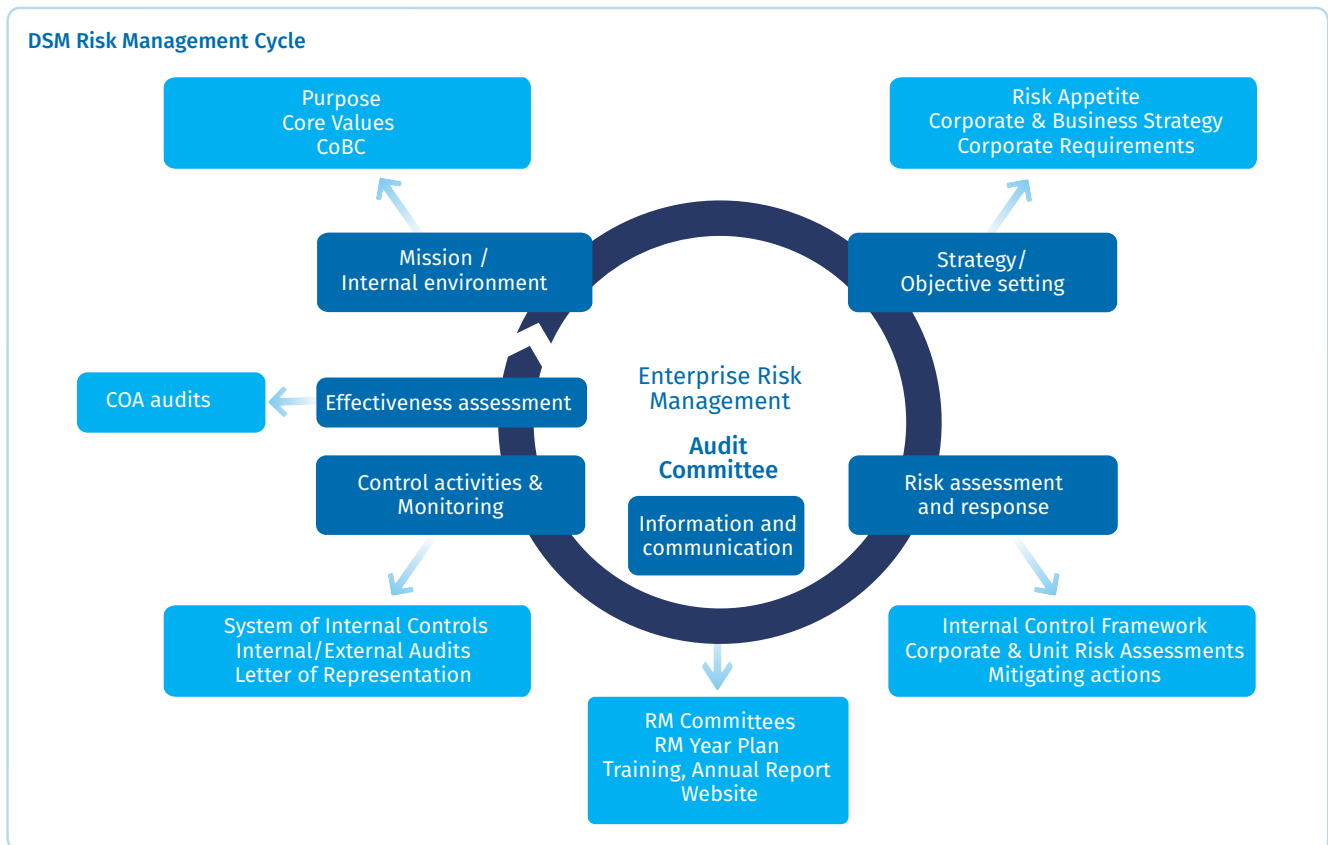 DSM Risk Management Cycle
Purpose
Core Values
CoBC
Risk Appetite
Corporate & Business Strategy
Corporate Requirements
Mission /
Internal environment
Strategy/
Objective setting
Enterprise Risk
Management
COA audits
Effectiveness assessment
Audit
Committee
Control activities &
Monitoring
Information and
communication
Risk assessment
and response
System of Internal Controls
Internal/External Audits
Letter of Representation
Internal Control Framework
Corporate & Unit Risk Assessments
Mitigating actions
RM Committees
RM Year Plan
Training, Annual Report
Website